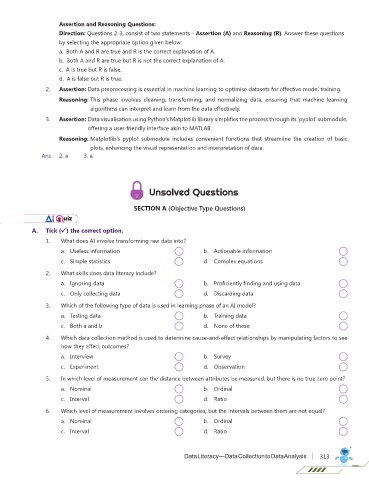 Assertion and Reasoning Questions:
Direction: Questions 2-3, consist of two statements – Assertion (A) and Reasoning (R). Answer these questions
by selecting the appropriate option given below:
a. Both A and R are true and R is the correct explanation of A.
b. Both A and R are true but R is not the correct explanation of A.
c. A is true but R is false.
d. A is false but R is true.
2. Assertion: Data preprocessing is essential in machine learning to optimise datasets for effective model training.
Reasoning: This phase involves cleaning, transforming, and normalizing data, ensuring that machine learning
algorithms can interpret and learn from the data effectively.
3. Assertion: Data visualisation using Python's Matplotlib library simplifies the process through its 'pyplot' submodule,
offering a user-friendly interface akin to MATLAB.
Reasoning: Matplotlib's pyplot submodule includes convenient functions that streamline the creation of basic
plots, enhancing the visual representation and interpretation of data.
Ans. 2. a 3. a
Unsolved Questions
SECTION A (Objective Type Questions)
Ai Quiz
A. Tick (✓) the correct option.
1. What does AI involve transforming raw data into?
a. Useless information b. Actionable information
c. Simple statistics d. Complex equations
2. What skills does data literacy include?
a. Ignoring data b. Proficiently finding and using data
c. Only collecting data d. Discarding data
3. Which of the following type of data is used in learning phase of an AI model?
a. Testing data b. Training data
c. Both a and b d. None of these
4. Which data collection method is used to determine cause-and-effect relationships by manipulating factors to see
how they affect outcomes?
a. Interview b. Survey
c. Experiment d. Observation
5. In which level of measurement can the distance between attributes be measured, but there is no true zero point?
a. Nominal b. Ordinal
c. Interval d. Ratio
6. Which level of measurement involves ordering categories, but the intervals between them are not equal?
a. Nominal b. Ordinal
c. Interval d. Ratio
Data Literacy—Data Collection to Data Analysis 313